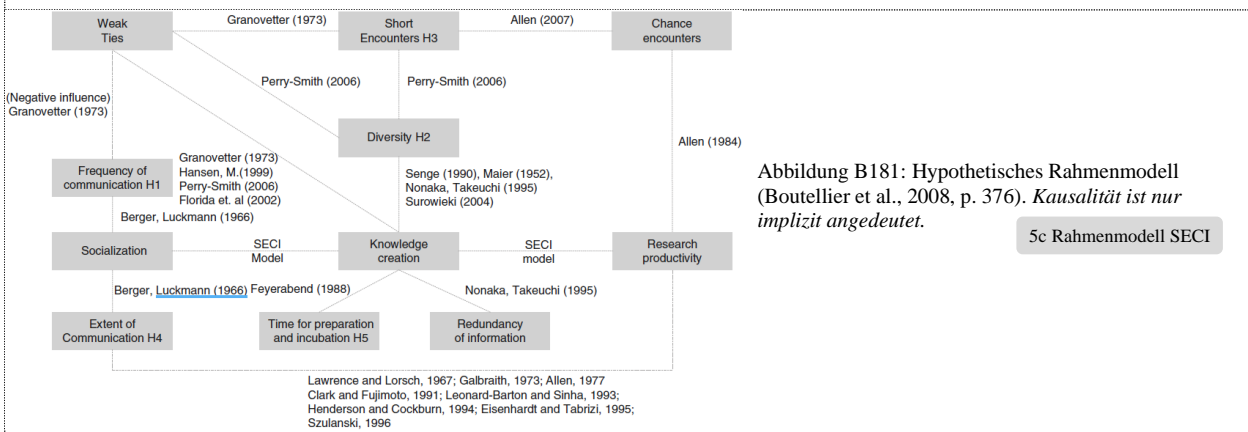 Weak
Ties
Granovetter (1973)
Short
Encounters H3
Allen (2007)
Chance
encounters
Perry-Smith (2006)
Perry-Smith (2006)
(Negative influence)
Granovetter (1973)
Diversity H2
Allen (1984)
Frequency of
communication H1
Granovetter (1973)
Hansen, M.(1999)
Perry-Smith (2006)
Florida et. al (2002)
Senge (1990), Maier (1952),
Nonaka, Takeuchi (1995)
Surowieki (2004)
Berger, Luckmann (1966)
Socialization
SECI
Model
Knowledge
creation
SECI
model
Research
productivity
Berger, Luckmann (1966)
Feyerabend (1988)
Nonaka, Takeuchi (1995)
Extent of
Communication H4
Time for preparation
and incubation H5
Redundancy
of information
Lawrence and Lorsch, 1967; Galbraith, 1973; Allen, 1977
Clark and Fujimoto, 1991; Leonard-Barton and Sinha, 1993;
Henderson and Cockburn, 1994; Eisenhardt and Tabrizi, 1995;
Szulanski, 1996
Abbildung B181: Hypothetisches Rahmenmodell
(Boutellier et al., 2008, p. 376). Kausalität ist nur
implizit angedeutet.
5c Rahmenmodell SECI